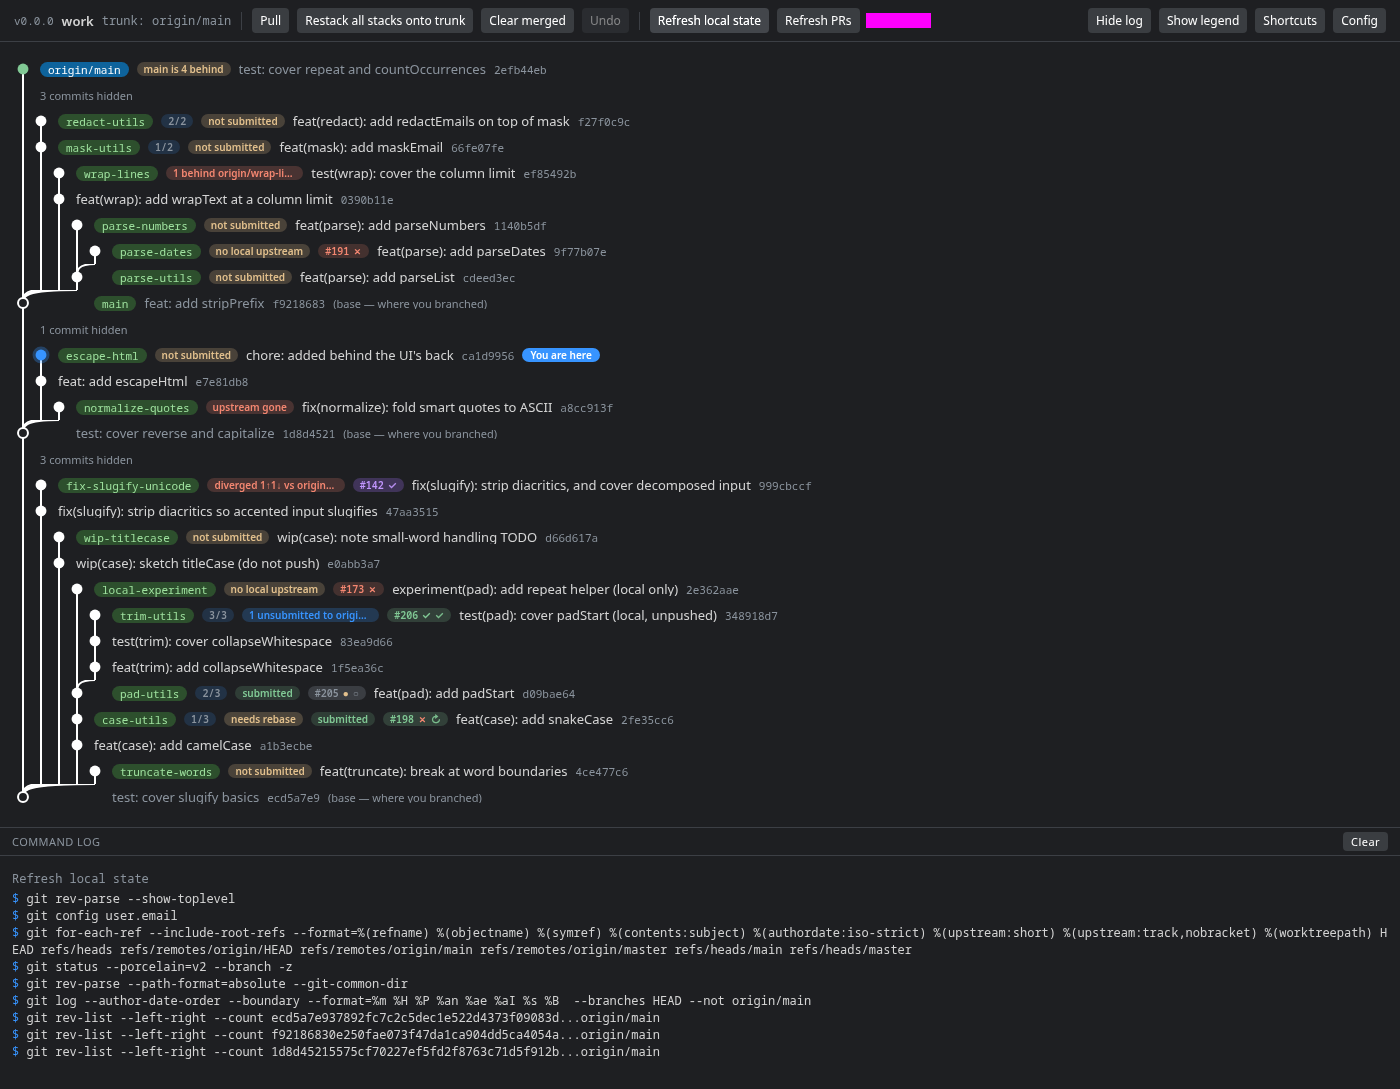 v0.0.0 work trunk: origin/main Pull Restack all stacks onto trunk Clear merged Undo Refresh local state Refresh PRs Hide log Show legend Shortcuts Config
origin/main main is 4 behind test: cover repeat and countOccurrences 2efb44eb
3 commits hidden
redact-utils 2/2 not submitted feat(redact): add redactEmails on top of mask f27f0c9c
mask-utils 1/2 not submitted feat(mask): add maskEmail 66fe07fe
wrap-lines 1 behind origin/wrap-li… test(wrap): cover the column limit ef85492b
feat(wrap): add wrapText at a column limit 0390b11e
parse-numbers not submitted feat(parse): add parseNumbers 1140b5df
parse-dates no local upstream #191 × feat(parse): add parseDates 9f77b07e
parse-utils not submitted feat(parse): add parseList cdeed3ec
main feat: add stripPrefix f9218683 (base — where you branched)
1 commit hidden
escape-html not submitted chore: added behind the UI's back ca1d9956 You are here
feat: add escapeHtml e7e81db8
normalize-quotes upstream gone fix(normalize): fold smart quotes to ASCII a8cc913f
test: cover reverse and capitalize 1d8d4521 (base — where you branched)
3 commits hidden
fix-slugify-unicode diverged 1↑1↓ vs origin… #142 ✓ fix(slugify): strip diacritics, and cover decomposed input 999cbccf
fix(slugify): strip diacritics so accented input slugifies 47aa3515
wip-titlecase not submitted wip(case): note small-word handling TODO d66d617a
wip(case): sketch titleCase (do not push) e0abb3a7
local-experiment no local upstream #173 × experiment(pad): add repeat helper (local only) 2e362aae
trim-utils 3/3 1 unsubmitted to origi… #206 ✓ ✓ test(pad): cover padStart (local, unpushed) 348918d7
test(trim): cover collapseWhitespace 83ea9d66
feat(trim): add collapseWhitespace 1f5ea36c
pad-utils 2/3 submitted #205 ● ○ feat(pad): add padStart d09bae64
case-utils 1/3 needs rebase submitted #198 × ↻ feat(case): add snakeCase 2fe35cc6
feat(case): add camelCase a1b3ecbe
truncate-words not submitted feat(truncate): break at word boundaries 4ce477c6
test: cover slugify basics ecd5a7e9 (base — where you branched)
COMMAND LOG Clear
Refresh local state
$ git rev-parse --show-toplevel
$ git config user.email
$ git for-each-ref --include-root-refs --format=%(refname) %(objectname) %(symref) %(contents:subject) %(authordate:iso-strict) %(upstream:short) %(upstream:track,nobracket) %(worktreepath) H
EAD refs/heads refs/remotes/origin/HEAD refs/remotes/origin/main refs/remotes/origin/master refs/heads/main refs/heads/master
$ git status --porcelain=v2 --branch -z
$ git rev-parse --path-format=absolute --git-common-dir
$ git log --author-date-order --boundary --format=%m %H %P %an %ae %aI %s %B --branches HEAD --not origin/main
$ git rev-list --left-right --count ecd5a7e937892fc7c2c5dec1e522d4373f09083d...origin/main
$ git rev-list --left-right --count f92186830e250fae073f47da1ca904dd5ca4054a...origin/main
$ git rev-list --left-right --count 1d8d45215575cf70227ef5fd2f8763c71d5f912b...origin/main